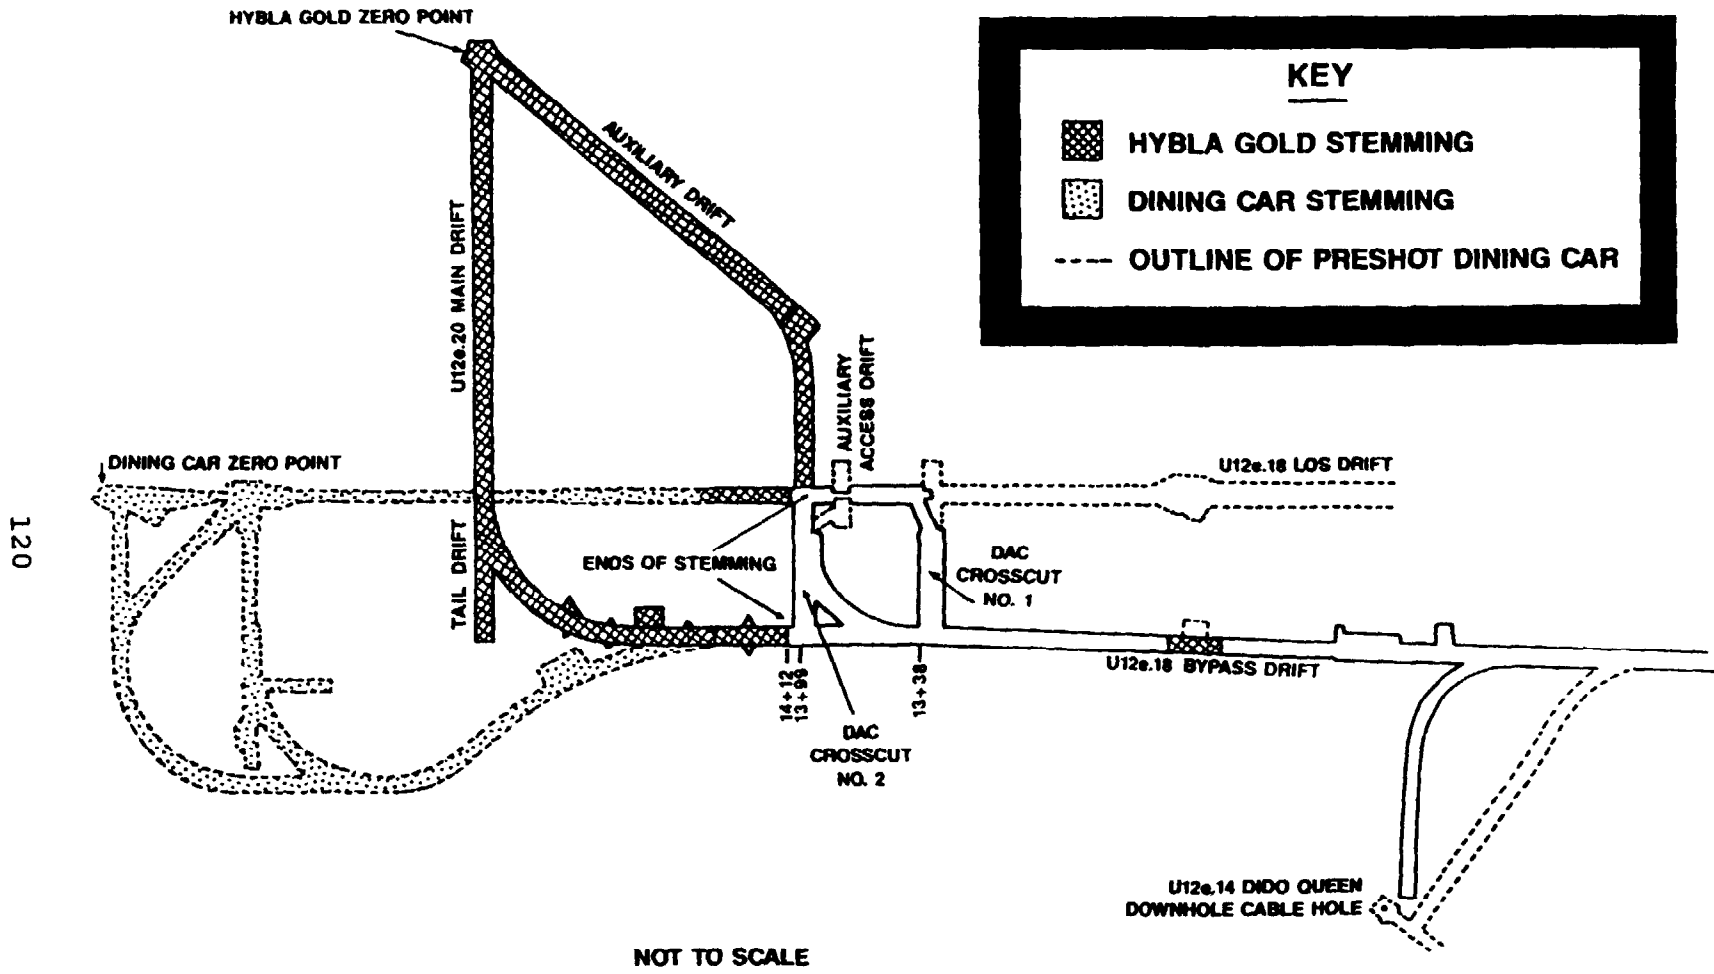 HYBLA GOLD ZERO POINT
KEY
HYBLA GOLD STEMMING
DINING CAR STEMMING
OUTLINE OF PRESHOT DINING CAR
AUXILIARY DRIFT
U12e.20 MAIN DRIFT
AUXILIARY
ACCESS DRIFT
DINING CAR ZERO POINT
U12e.18 LOS DRIFT
120
TAIL DRIFT
ENDS OF STEMMING
DAC
CROSSCUT
NO. 1
14+12
13+99
13+38
U12e.18 BYPASS DRIFT
DAC
CROSSCUT
NO. 2
U12e.14 DIDO QUEEN
DOWNHOLE CABLE HOLE
NOT TO SCALE